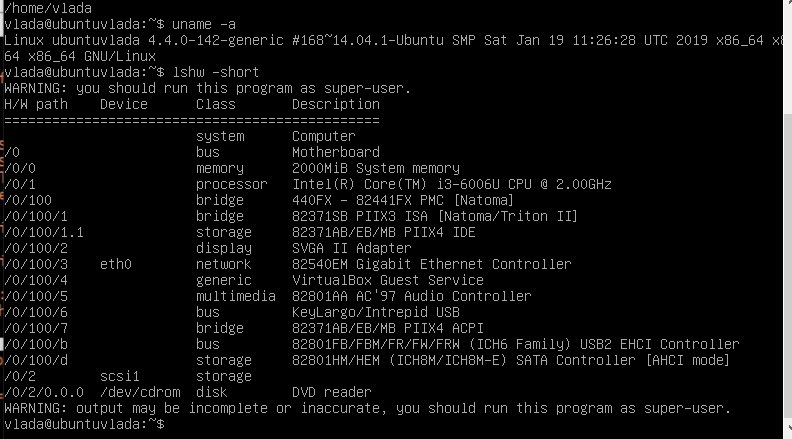 /home/vlada
vlada@ubuntuvlada:~$ uname -a
Linux ubuntuvlada 4.4.0-142-generic #168~14.04.1-Ubuntu SMP Sat Jan 19 11:26:28 UTC 2019 x86_64 x8
64 x86_64 GNU/Linux
vlada@ubuntuvlada:~$ lshw -short
WARNING: you should run this program as super-user.
H/W path    Device      Class       Description
===============================================
                        system      Computer
/0                      bus         Motherboard
/0/0                    memory      2000MiB System memory
/0/1                    processor   Intel(R) Core(TM) i3-6006U CPU @ 2.00GHz
/0/100                  bridge      440FX - 82441FX PMC [Natoma]
/0/100/1                bridge      82371SB PIIX3 ISA [Natoma/Triton II]
/0/100/1.1              storage     82371AB/EB/MB PIIX4 IDE
/0/100/2                display     SVGA II Adapter
/0/100/3    eth0        network     82540EM Gigabit Ethernet Controller
/0/100/4                generic     VirtualBox Guest Service
/0/100/5                multimedia  82801AA AC'97 Audio Controller
/0/100/6                bus         KeyLargo/Intrepid USB
/0/100/7                bridge      82371AB/EB/MB PIIX4 ACPI
/0/100/b                bus         82801FB/FBM/FR/FW/FRW (ICH6 Family) USB2 EHCI Controller
/0/100/d                storage     82801HM/HEM (ICH8M/ICH8M-E) SATA Controller [AHCI mode]
/0/2        scsi1       storage
/0/2/0.0.0  /dev/cdrom  disk        DVD reader
WARNING: output may be incomplete or inaccurate, you should run this program as super-user.
vlada@ubuntuvlada:~$